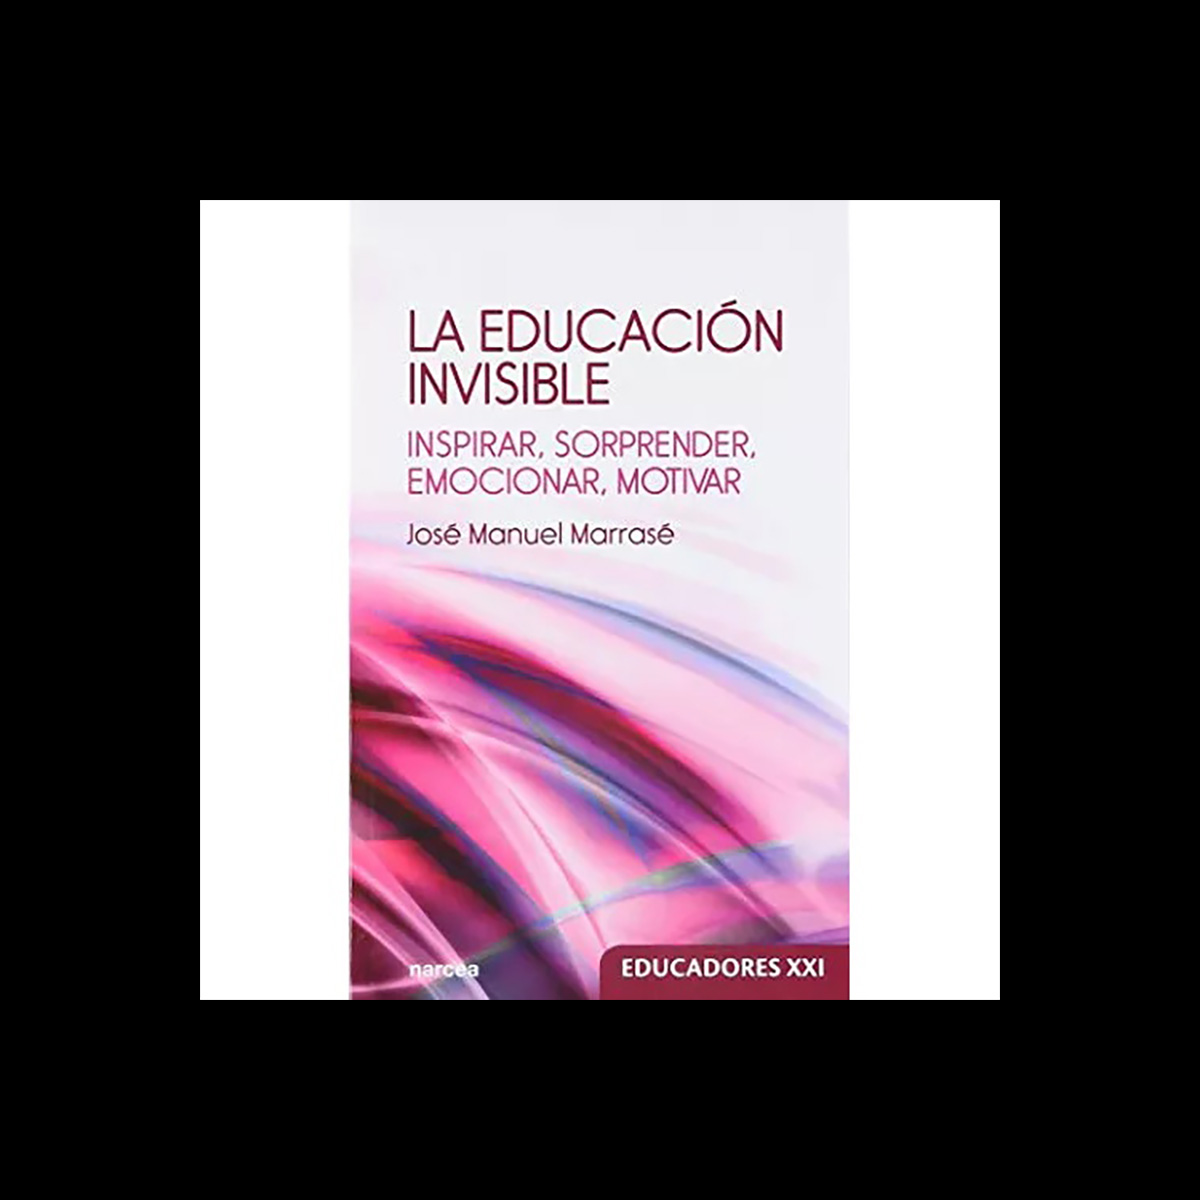 LA EDUCACIÓN
INVISIBLE
INSPIRAR, SORPRENDER,
EMOCIONAR, MOTIVAR
José Manuel Marrasé
narcea
EDUCADORES XXI